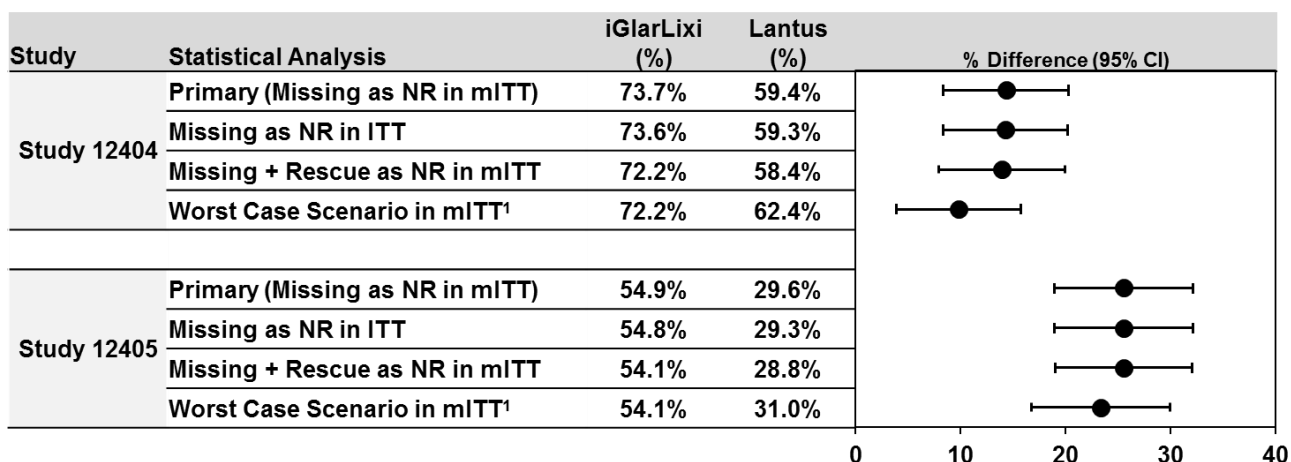 iGlarLixi Lantus
Study Statistical Analysis (%) (%) % Difference (95% CI)
Primary (Missing as NR in mITT) 73.7% 59.4%
Missing as NR in ITT 73.6% 59.3%
Study 12404
Missing + Rescue as NR in mITT 72.2% 58.4%
Worst Case Scenario in mITT¹ 72.2% 62.4%
Primary (Missing as NR in mITT) 54.9% 29.6%
Missing as NR in ITT 54.8% 29.3%
Study 12405
Missing + Rescue as NR in mITT 54.1% 28.8%
Worst Case Scenario in mITT¹ 54.1% 31.0%
0 10 20 30 40